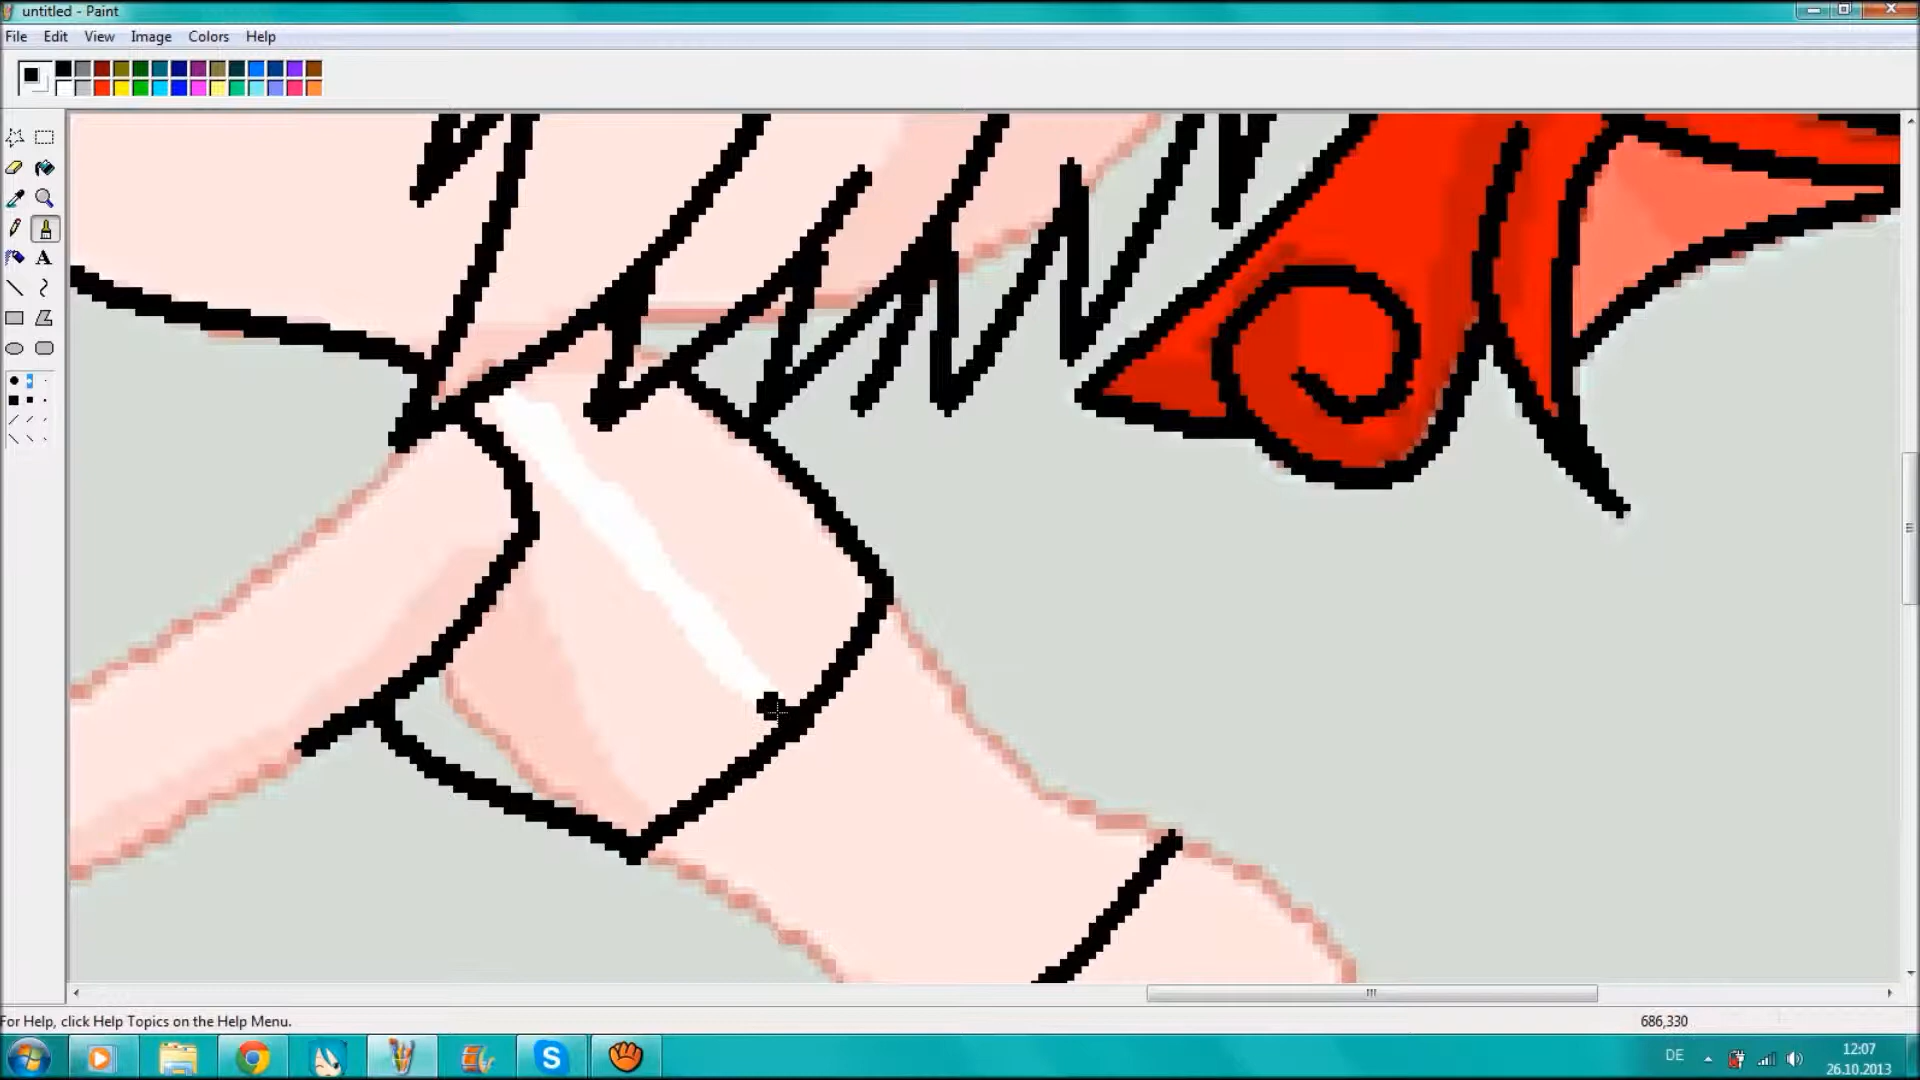 untitled - Paint
File Edit View Image Colors Help
A
For Help, click Help Topics on the Help Menu.
686,330
DE
12:07
26.10.2013